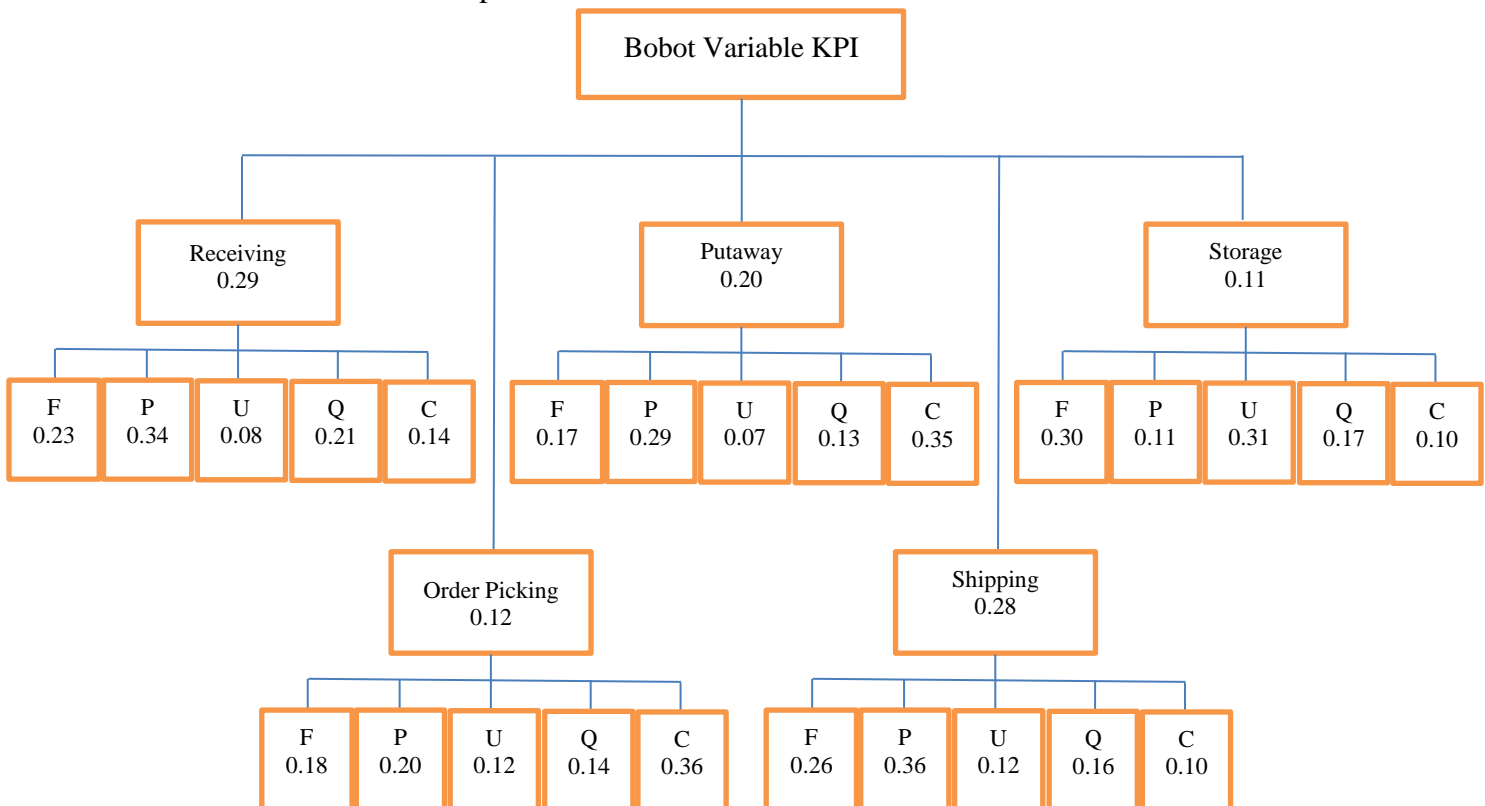 Bobot Variable KPI
Receiving
0.29
Putaway
0.20
Storage
0.11
F
0.23
P
0.34
U
0.08
Q
0.21
C
0.14
F
0.17
P
0.29
U
0.07
Q
0.13
C
0.35
F
0.30
P
0.11
U
0.31
Q
0.17
C
0.10
Order Picking
0.12
Shipping
0.28
F
0.18
P
0.20
U
0.12
Q
0.14
C
0.36
F
0.26
P
0.36
U
0.12
Q
0.16
C
0.10